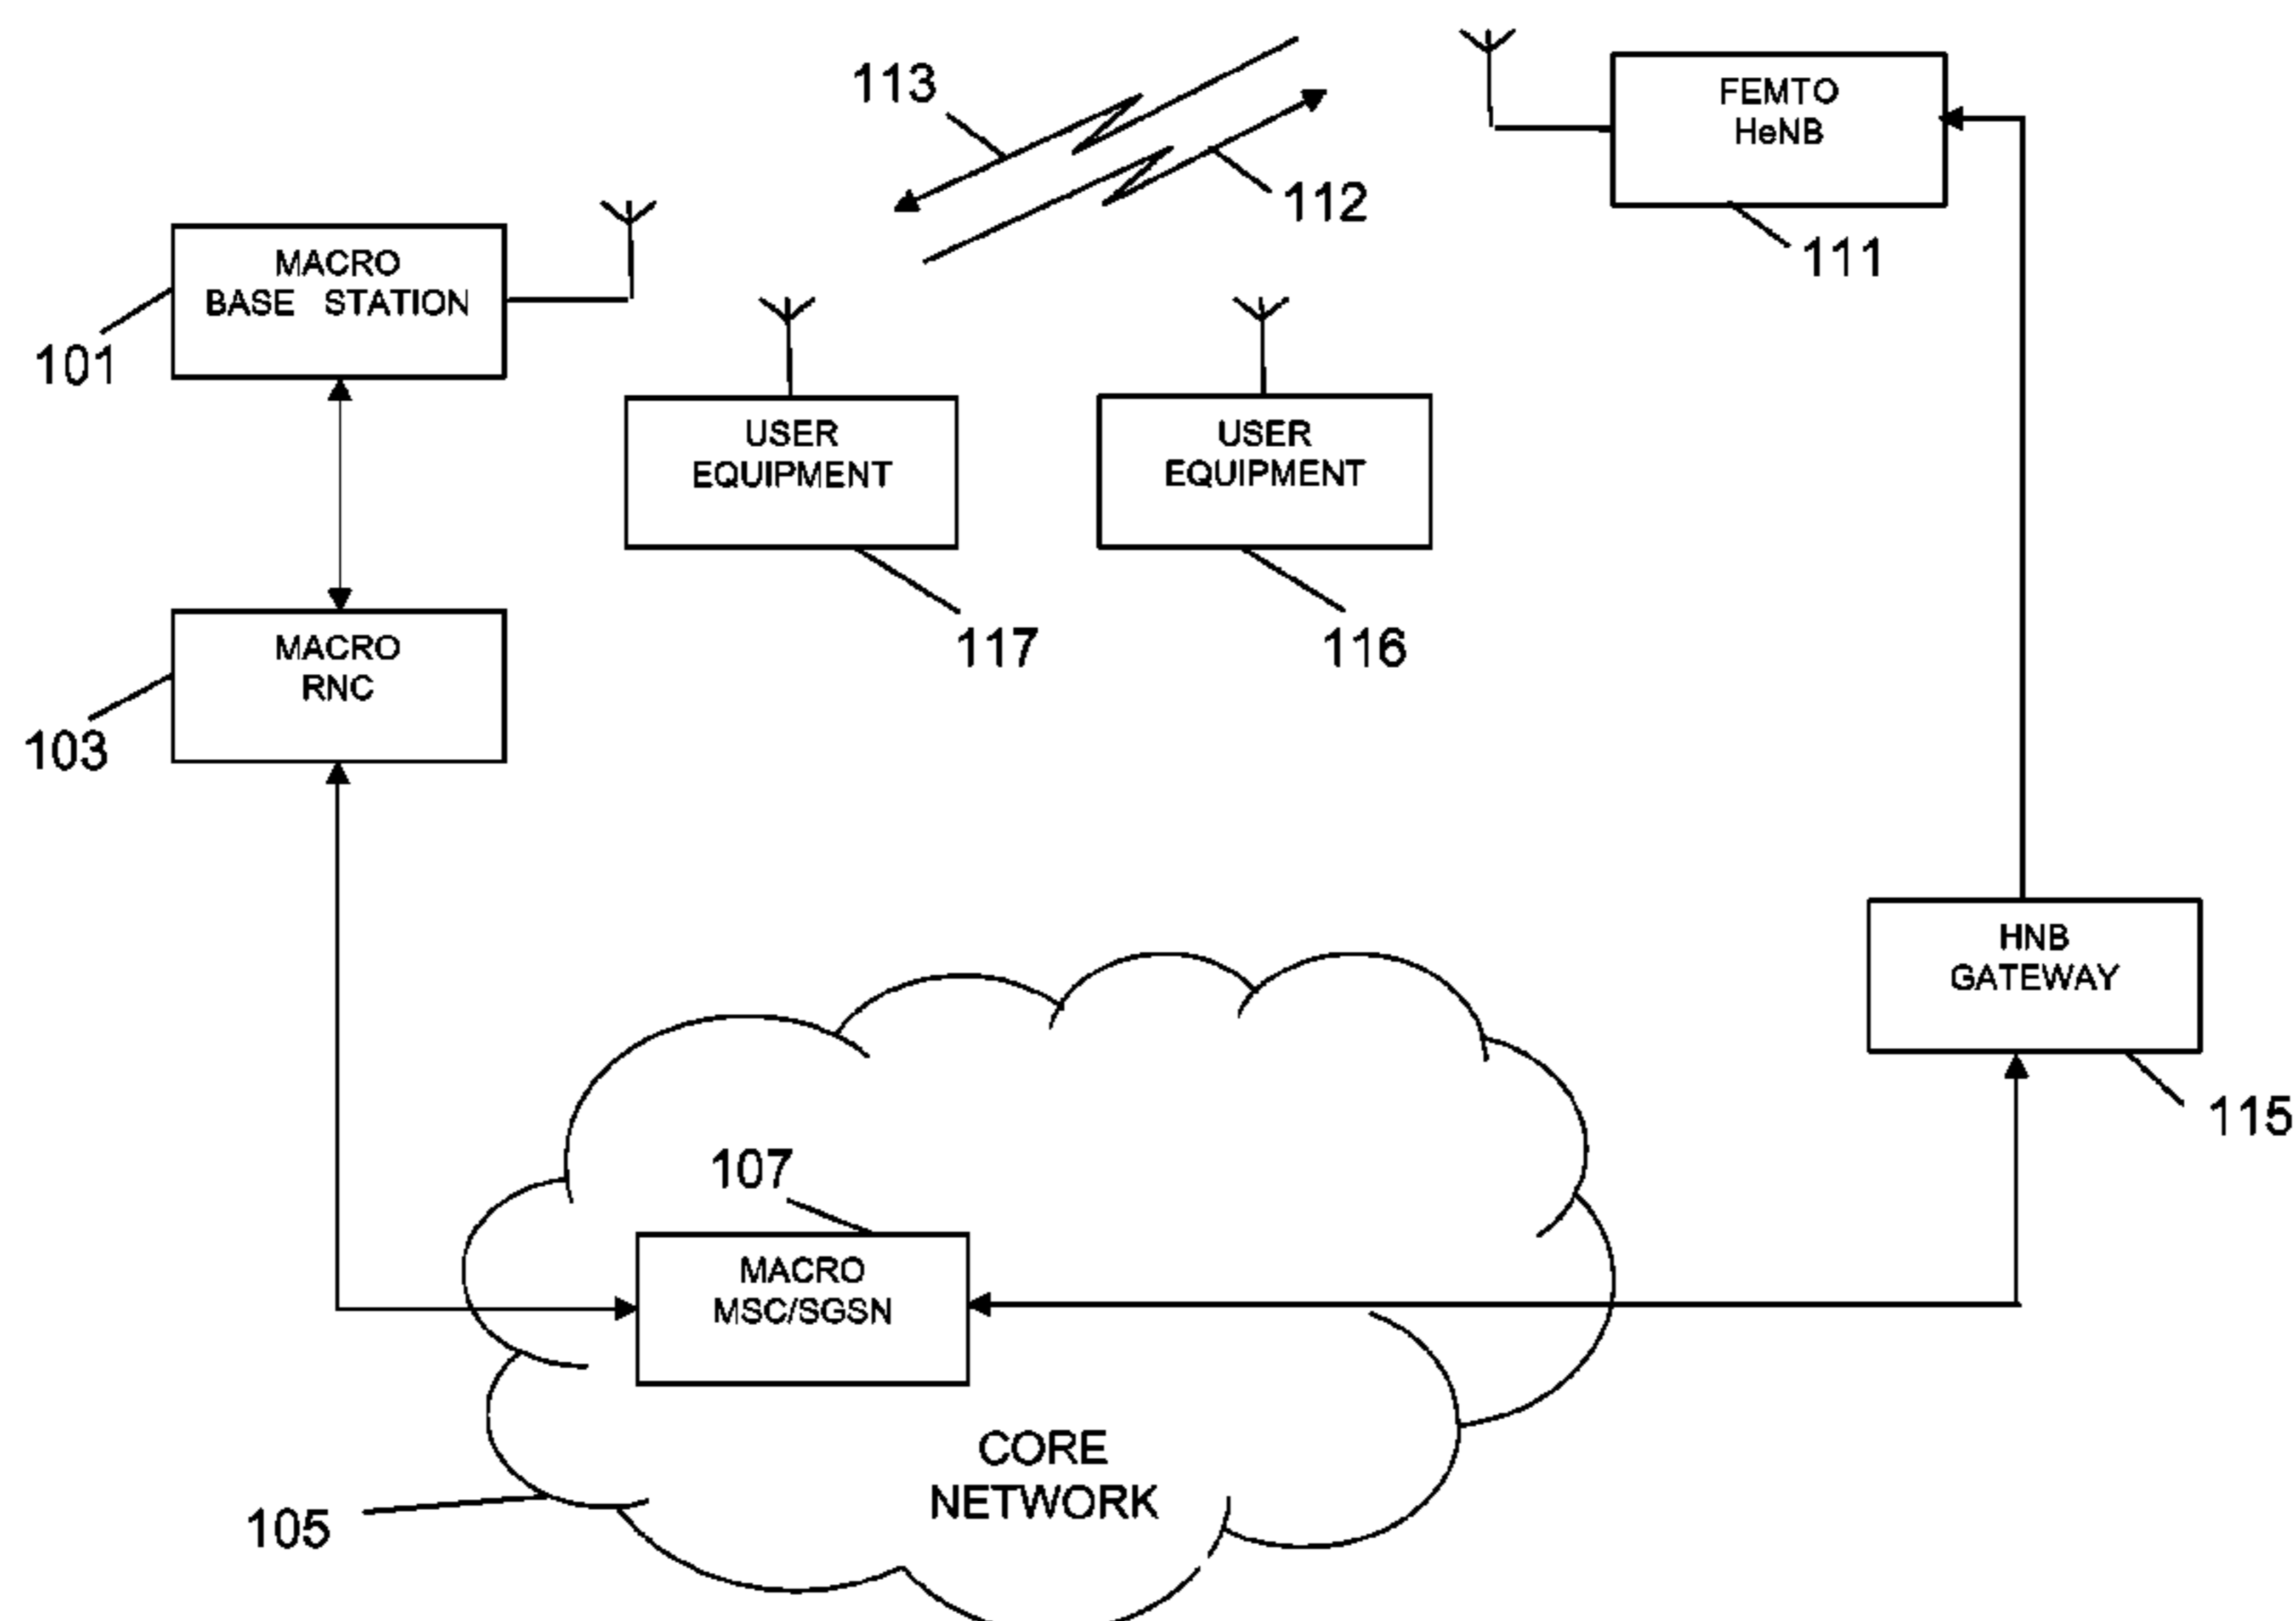 113
FEMTO
HeNB
112
111
MACRO
BASE STATION
101
USER
EQUIPMENT
USER
EQUIPMENT
117
116
MACRO
RNC
103
HNB
GATEWAY
115
107
MACRO
MSC/SGSN
CORE
NETWORK
105